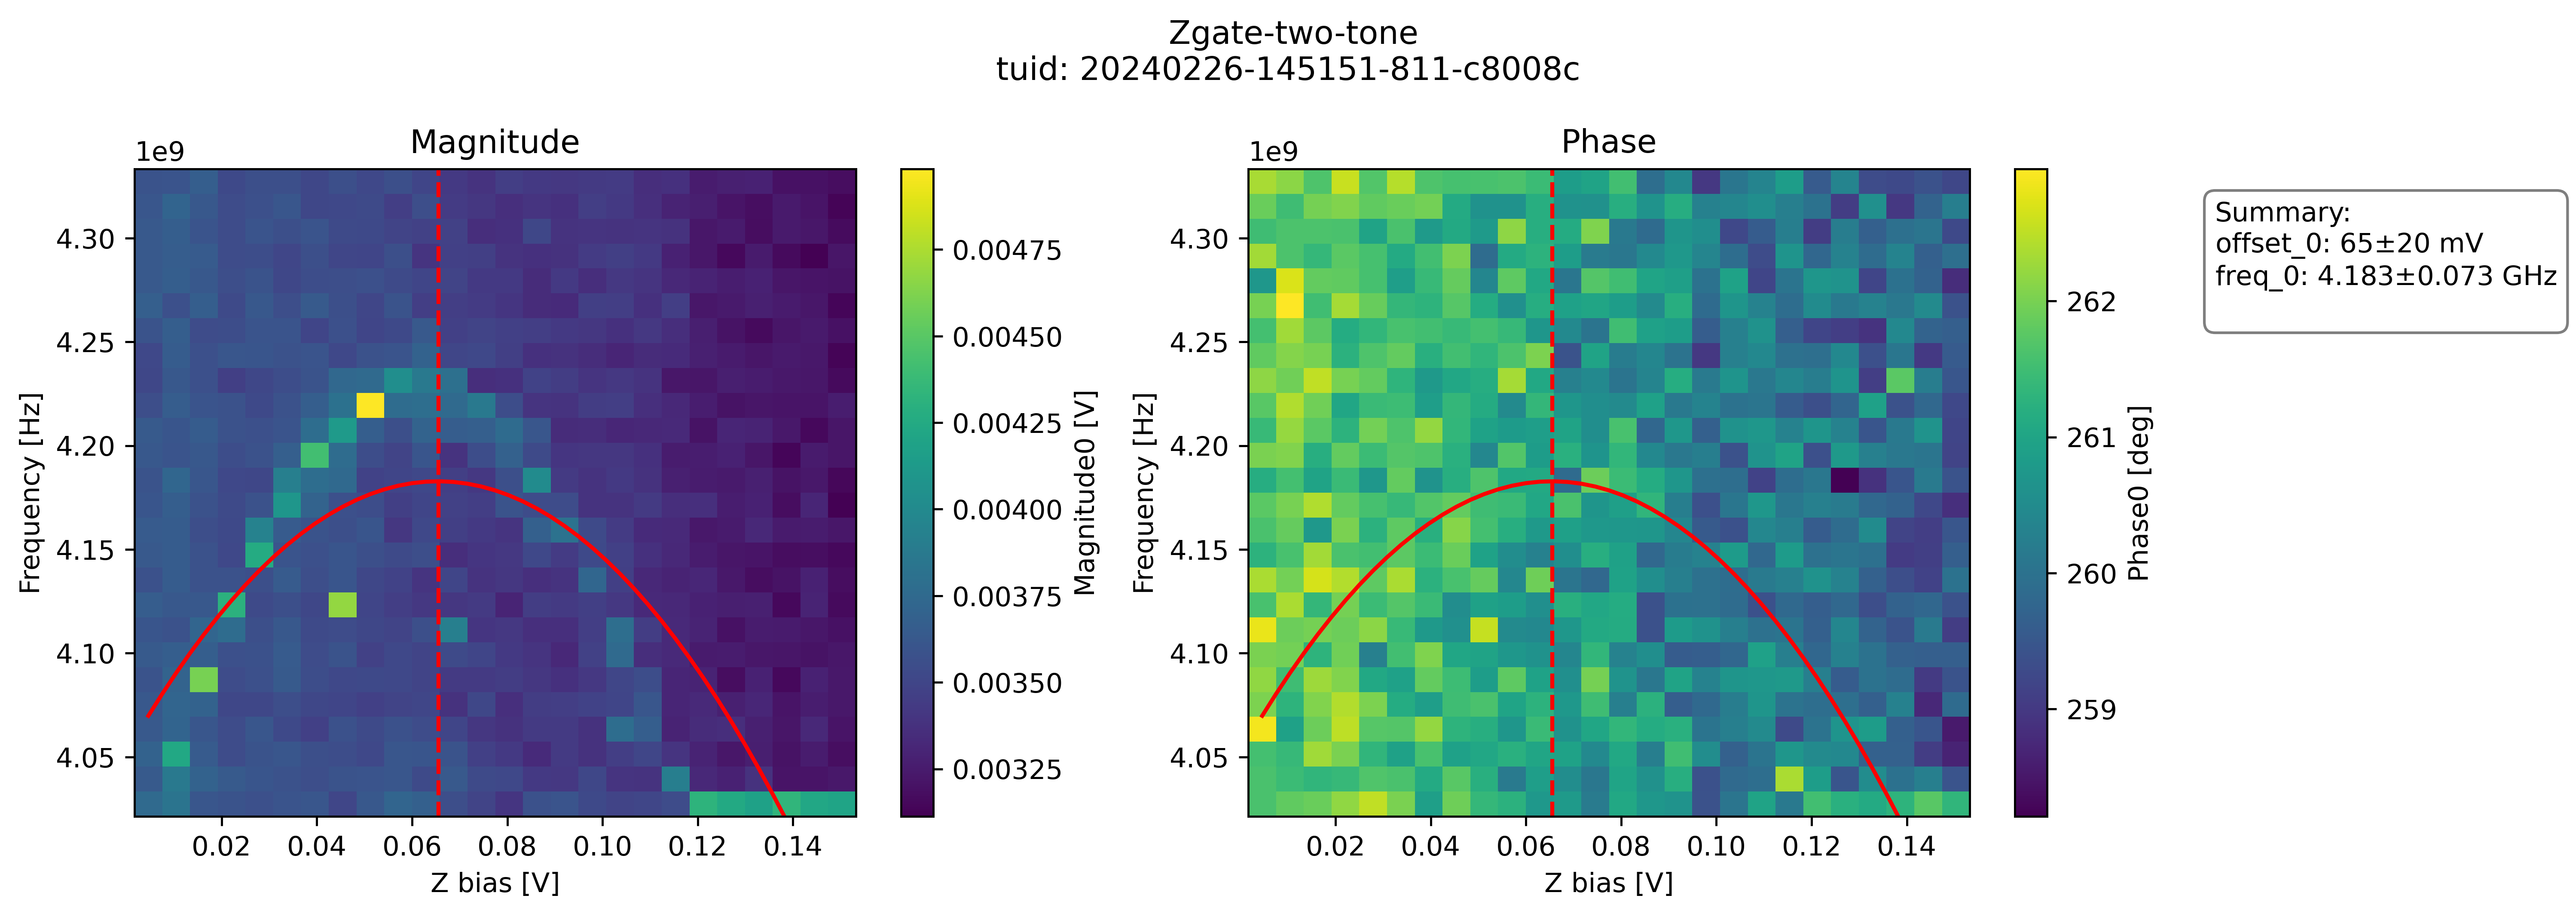 Zgate-two-tone
tuid: 20240226-145151-811-c8008c
Magnitude
1e9
4.30
4.25
4.20
4.15
4.10
4.05
Frequency [Hz]
0.02 0.04 0.06 0.08 0.10 0.12 0.14
Z bias [V]
0.00475
0.00450
0.00425
0.00400
0.00375
0.00350
0.00325
Magnitude0 [V]
Phase
1e9
4.30
4.25
4.20
4.15
4.10
4.05
Frequency [Hz]
0.02 0.04 0.06 0.08 0.10 0.12 0.14
Z bias [V]
262
261
260
259
Phase0 [deg]
Summary:
offset_0: 65±20 mV
freq_0: 4.183±0.073 GHz